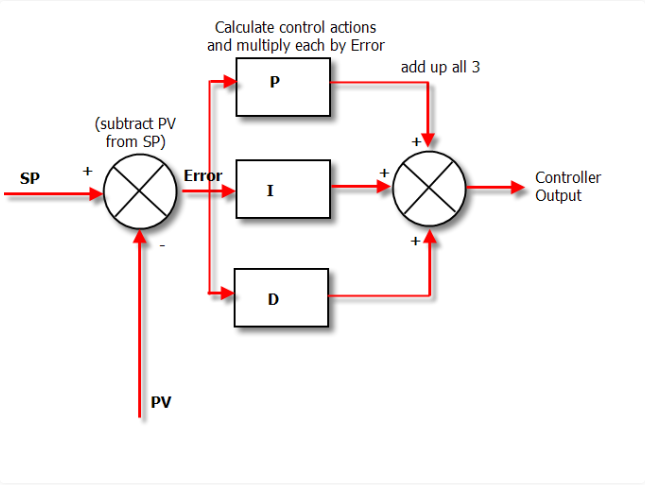 Calculate control actions
and multiply each by Error
P
add up all 3
(subtract PV
from SP)
+
SP
+
Error
I
+
Controller
Output
-
+
D
PV